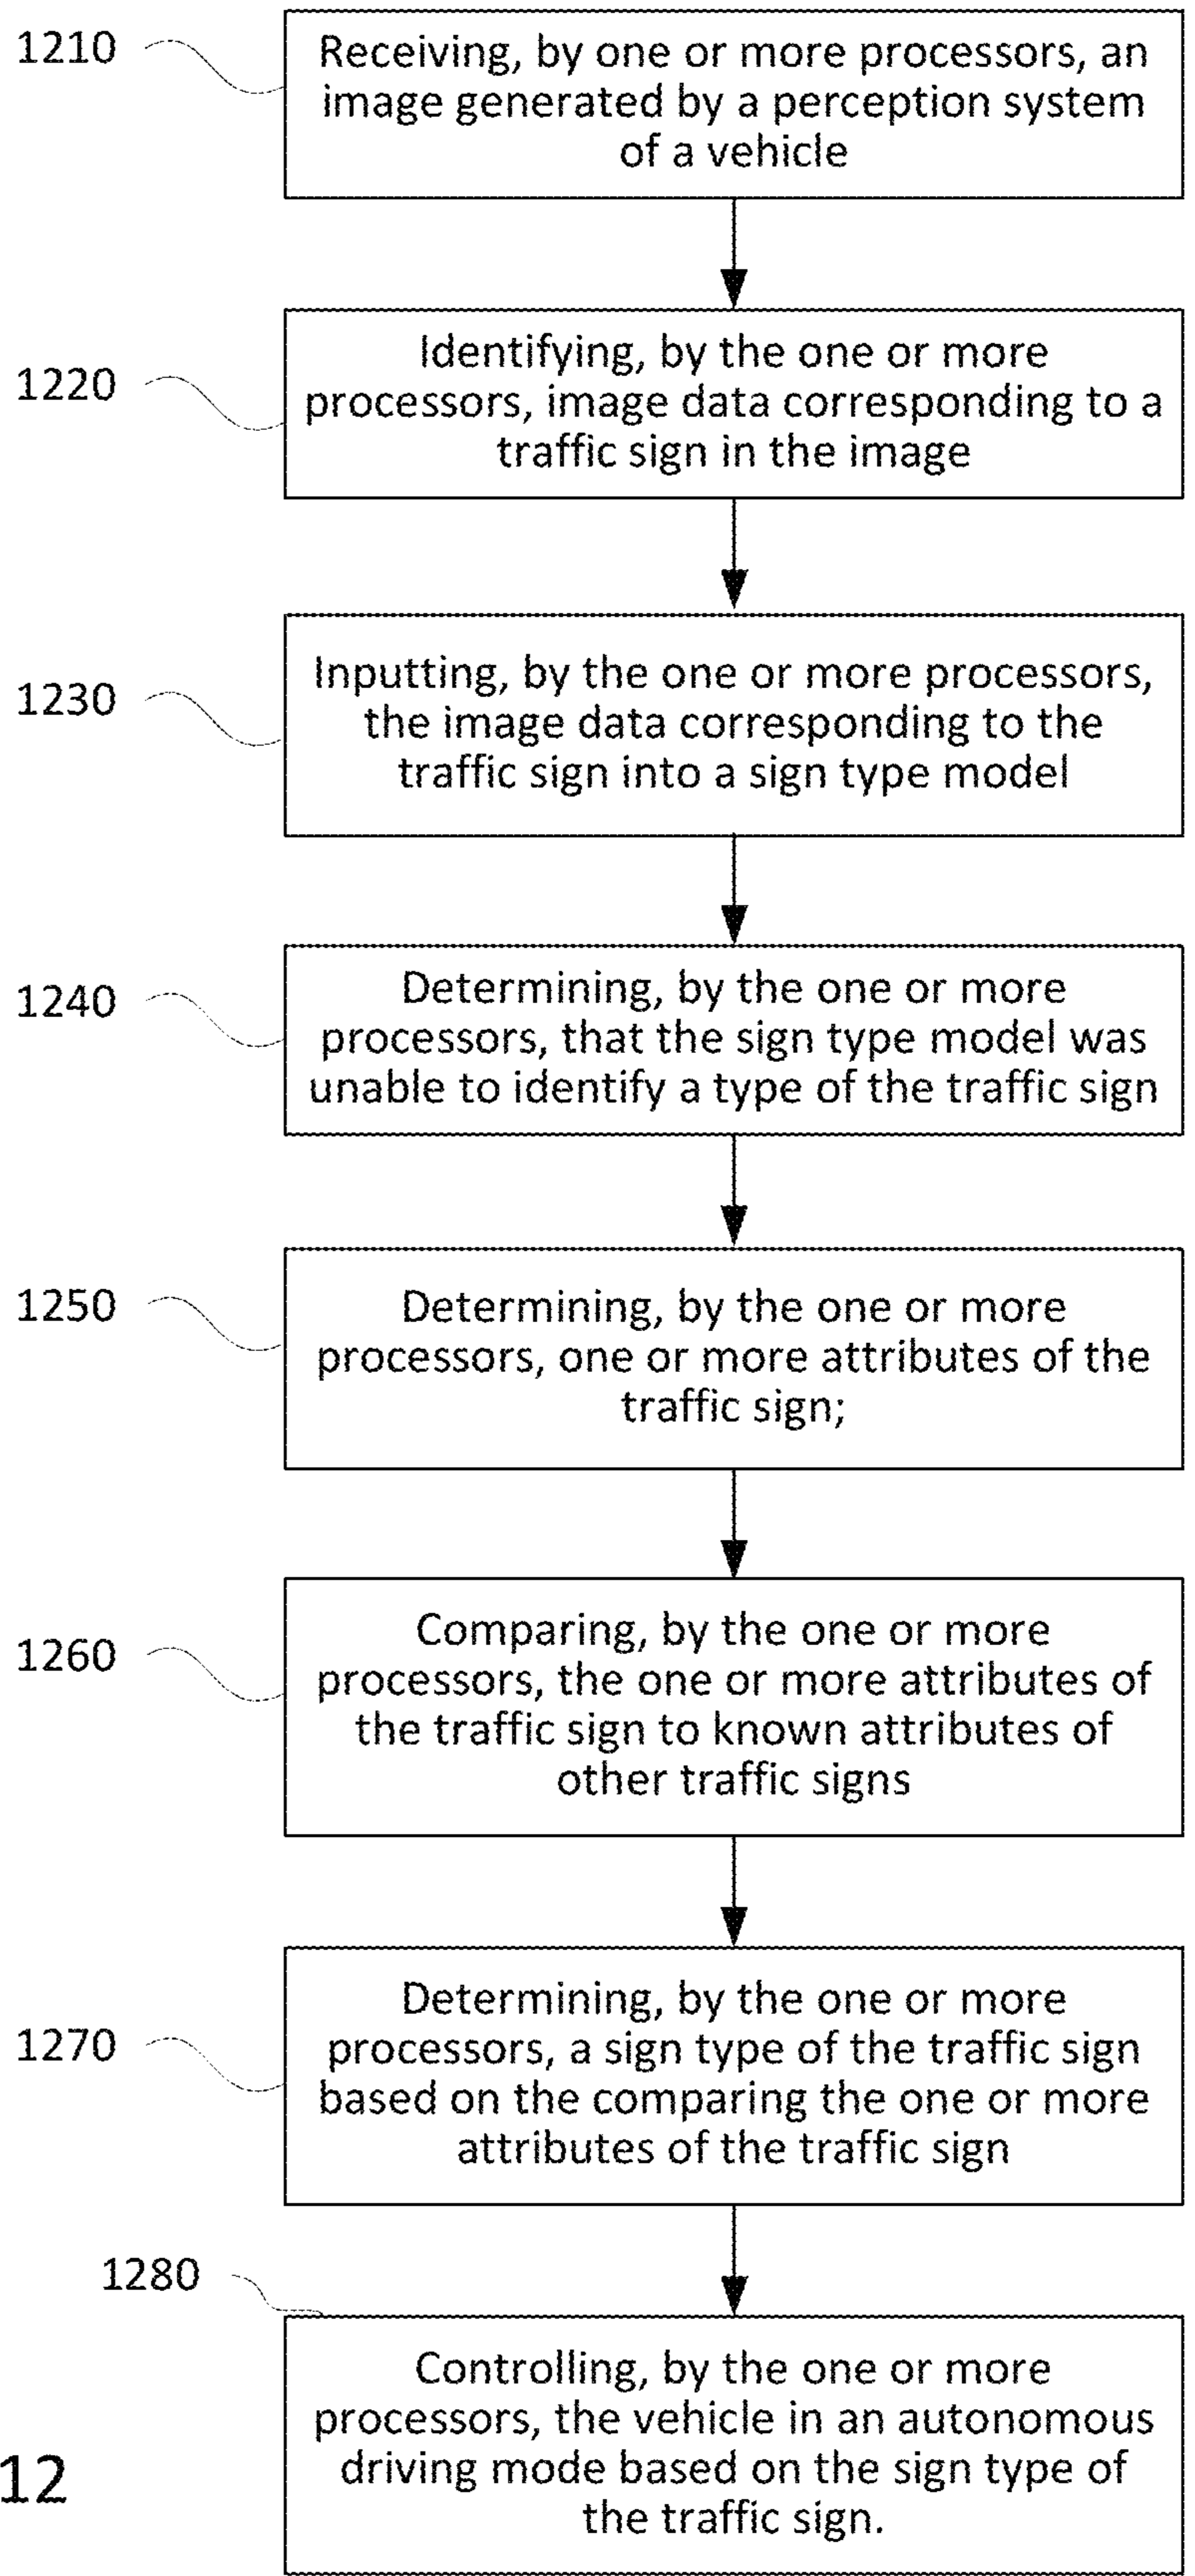 1210
Receiving, by one or more processors, an
image generated by a perception system
of a vehicle
1220
Identifying, by the one or more
processors, image data corresponding to a
traffic sign in the image
1230
Inputting, by the one or more processors,
the image data corresponding to the
traffic sign into a sign type model
1240
Determining, by the one or more
processors, that the sign type model was
unable to identify a type of the traffic sign
1250
Determining, by the one or more
processors, one or more attributes of the
traffic sign;
1260
Comparing, by the one or more
processors, the one or more attributes of
the traffic sign to known attributes of
other traffic signs
1270
Determining, by the one or more
processors, a sign type of the traffic sign
based on the comparing the one or more
attributes of the traffic sign
1280
Controlling, by the one or more
processors, the vehicle in an autonomous
driving mode based on the sign type of
the traffic sign.
12